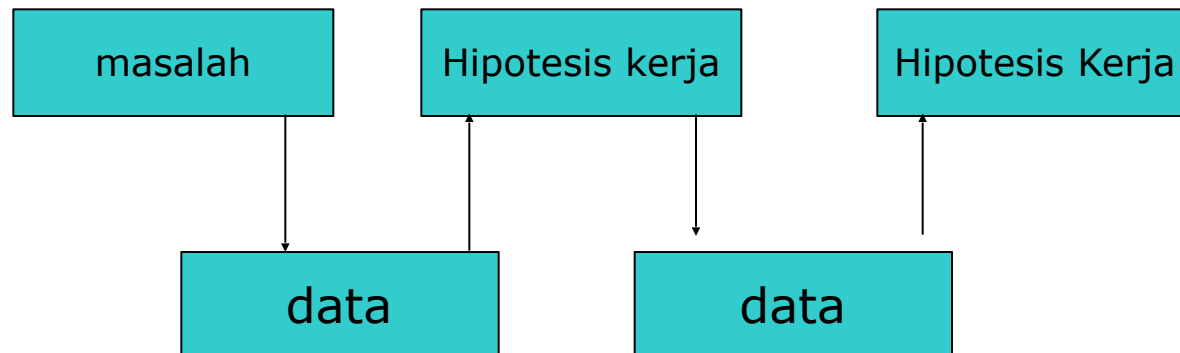 masalah
Hipotesis kerja
Hipotesis Kerja
data
data